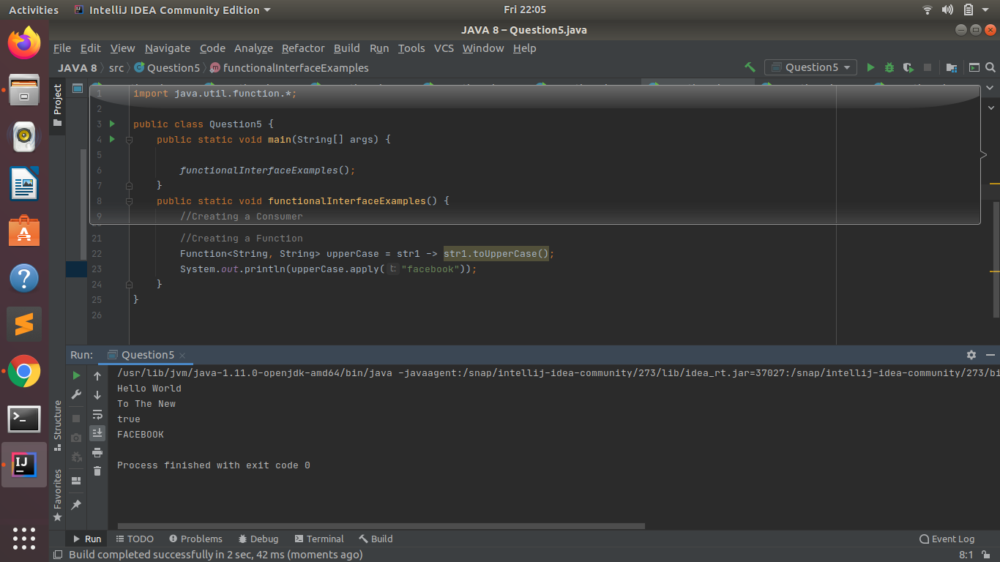 Activities IntelliJ IDEA Community Edition Fri 22:05
JAVA 8 – Question5.java
File Edit View Navigate Code Analyze Refactor Build Run Tools VCS Window Help
JAVA 8 src Question5 functionalInterfaceExamples Question5
Project
1 import java.util.function.*;
2
3 public class Question5 {
4 public static void main(String[] args) {
5
6 functionalInterfaceExamples();
7 }
8 public static void functionalInterfaceExamples() {
9 //Creating a Consumer
21 //Creating a Function
22 Function<String, String> upperCase = str1 -> str1.toUpperCase();
23 System.out.println(upperCase.apply( t: "facebook"));
24 }
25 }
26
Run: Question5
/usr/lib/jvm/java-1.11.0-openjdk-amd64/bin/java -javaagent:/snap/intellij-idea-community/273/lib/idea_rt.jar=37027:/snap/intellij-idea-community/273/bi
Hello World
To The New
true
FACEBOOK
Process finished with exit code 0
Structure
Favorites
Run TODO Problems Debug Terminal Build Event Log
Build completed successfully in 2 sec, 42 ms (moments ago) 8:1